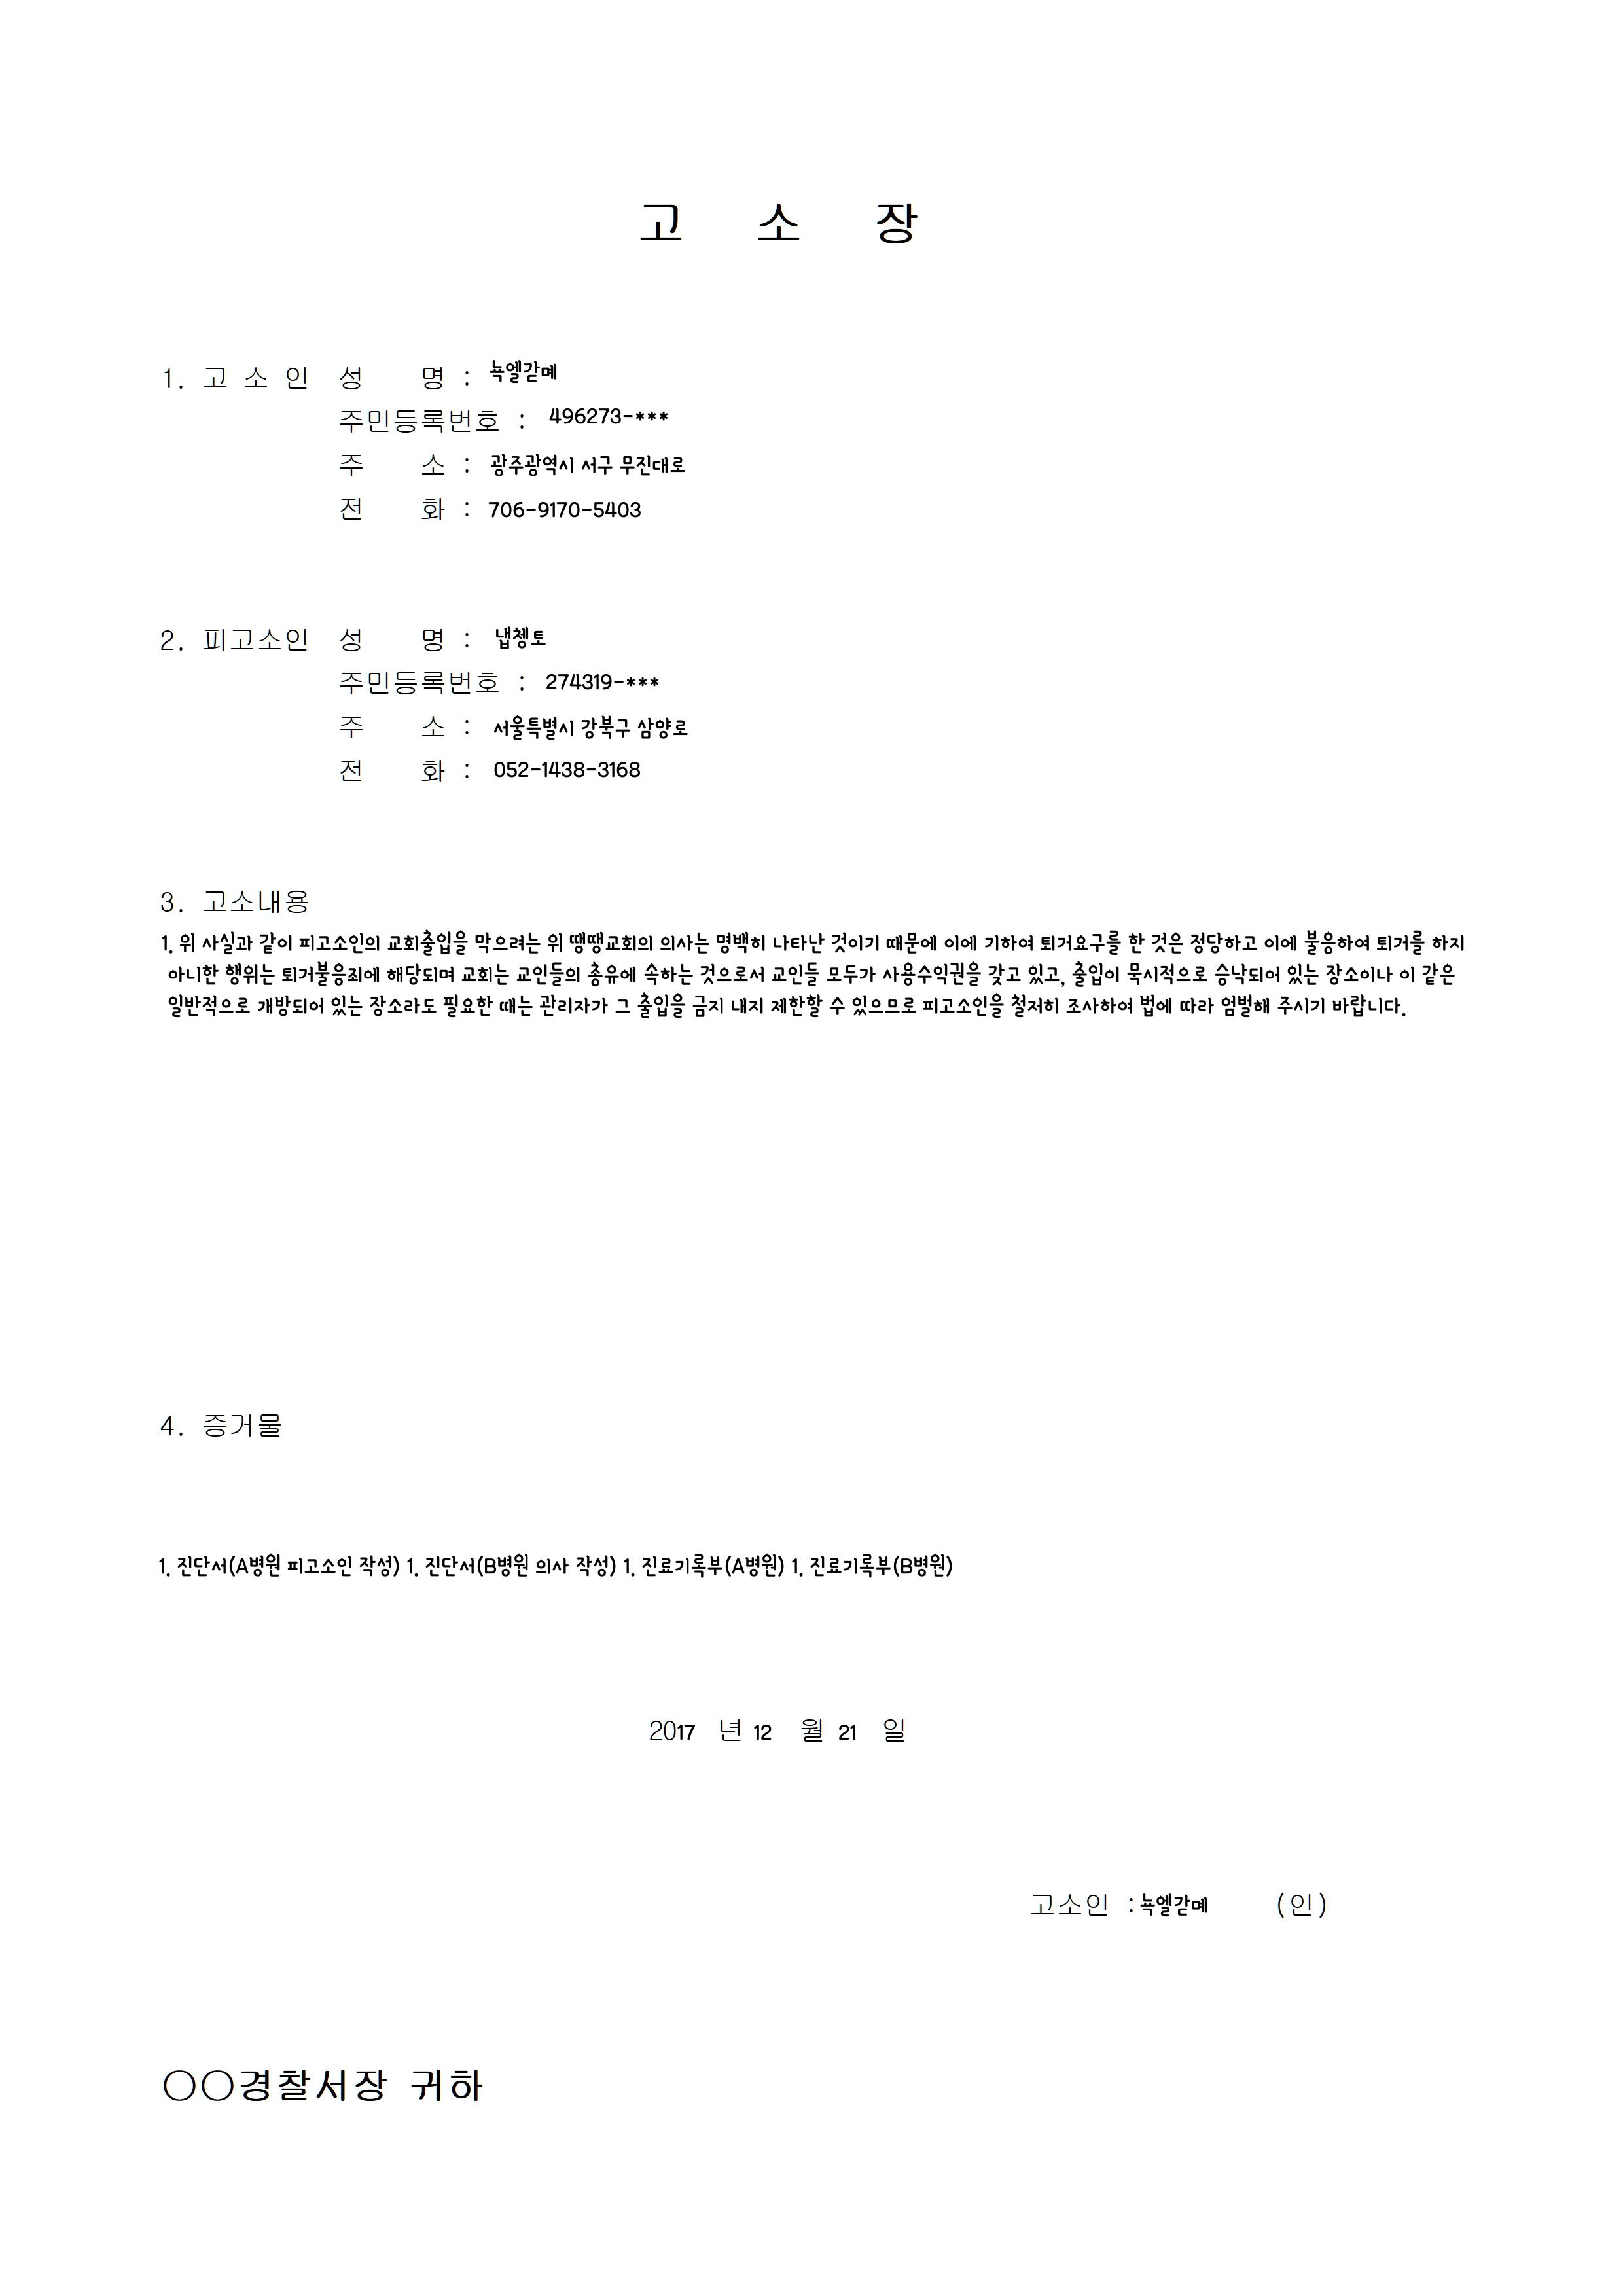 고 소 장
1. 고 소 인 성 명 : 뇩엘갇몌
주민등록번호 : 496273-***
주 소 : 광주광역시 서구 무진대로
전 화 : 706-9170-5403
2. 피고소인 성 명 : 냅쳉토
주민등록번호 : 274319-***
주 소 : 서울특별시 강북구 삼양로
전 화 : 052-1438-3168
3. 고소내용
1. 위 사실과 같이 피고소인의 교회출입을 막으려는 위 땡땡교회의 의사는 명백히 나타난 것이기 때문에 이에 기하여 퇴거요구를 한 것은 정당하고 이에 불응하여 퇴거를 하지
아니한 행위는 퇴거불응죄에 해당되며 교회는 교인들의 총유에 속하는 것으로서 교인들 모두가 사용수익권을 갖고 있고, 출입이 묵시적으로 승낙되어 있는 장소이나 이 같은
일반적으로 개방되어 있는 장소라도 필요한 때는 관리자가 그 출입을 금지 내지 제한할 수 있으므로 피고소인을 철저히 조사하여 법에 따라 엄벌해 주시기 바랍니다.
4. 증거물
1. 진단서(A병원 피고소인 작성) 1. 진단서(B병원 의사 작성) 1. 진료기록부(A병원) 1. 진료기록부(B병원)
2017 년 12 월 21 일
고소인 : 뇩엘갇몌 (인)
○○경찰서장 귀하